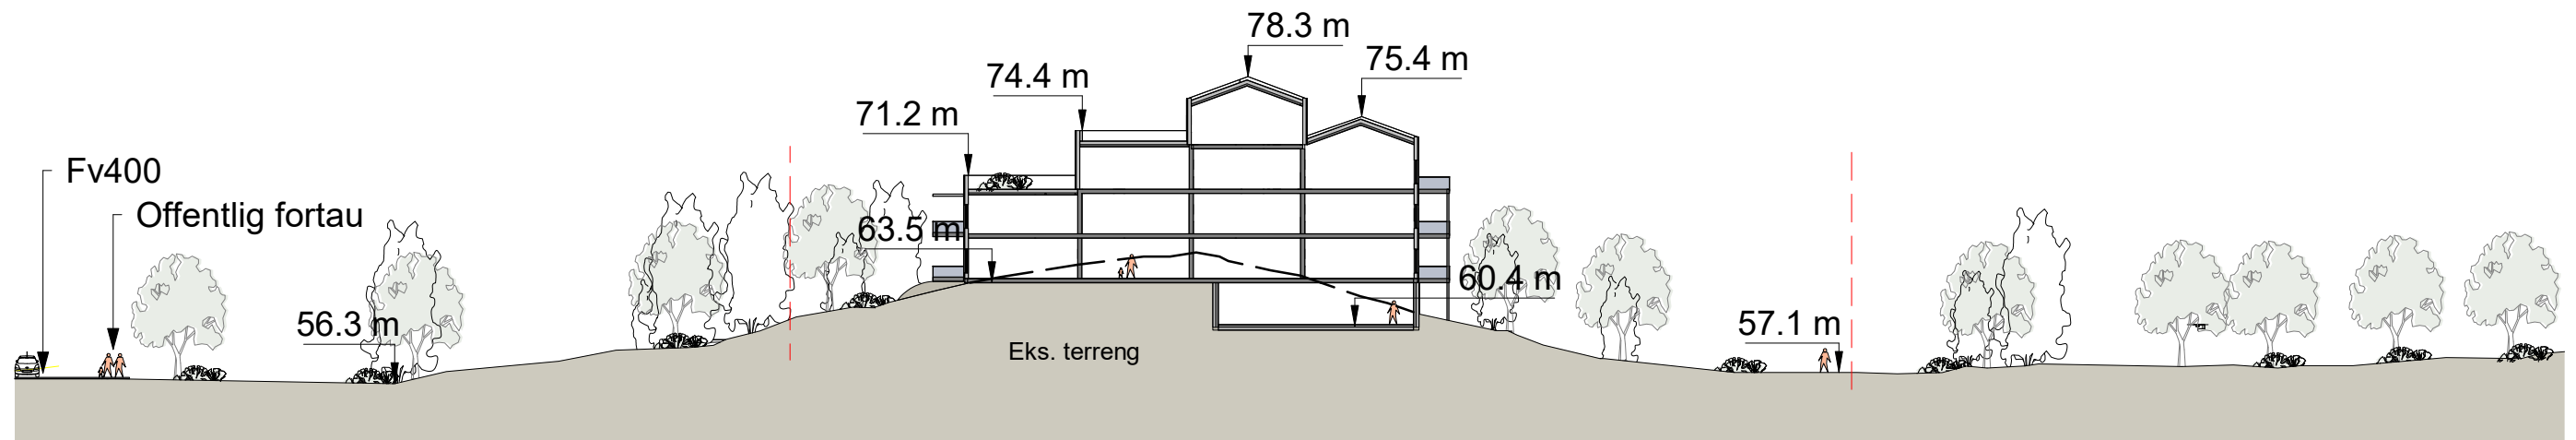 78.3 m
75.4 m
74.4 m
71.2 m
Fv400
Offentlig fortau
63.5 m
60.4 m
56.3 m
57.1 m
Eks. terreng